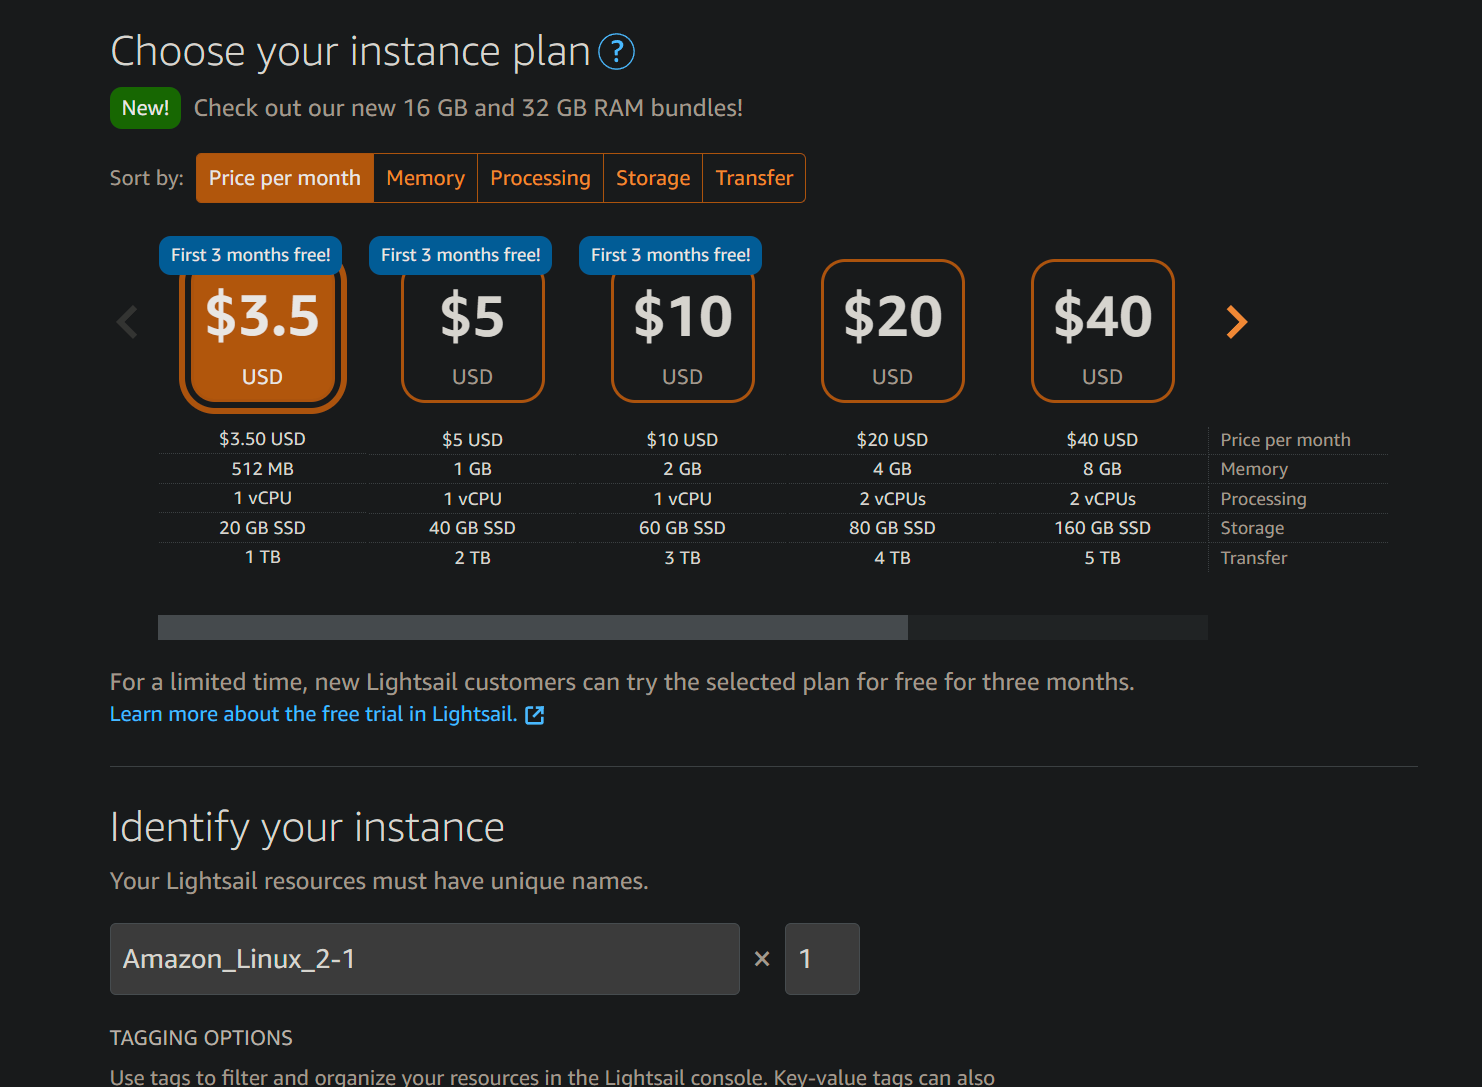 Choose your instance plan ?
New! Check out our new 16 GB and 32 GB RAM bundles!
Sort by: Price per month Memory Processing Storage Transfer
First 3 months free! First 3 months free! First 3 months free!
$3.5 $5 $10 $20 $40
USD USD USD USD USD
$3.50 USD $5 USD $10 USD $20 USD $40 USD Price per month
512 MB 1 GB 2 GB 4 GB 8 GB Memory
1 vCPU 1 vCPU 1 vCPU 2 vCPUs 2 vCPUs Processing
20 GB SSD 40 GB SSD 60 GB SSD 80 GB SSD 160 GB SSD Storage
1 TB 2 TB 3 TB 4 TB 5 TB Transfer
For a limited time, new Lightsail customers can try the selected plan for free for three months.
Learn more about the free trial in Lightsail.
Identify your instance
Your Lightsail resources must have unique names.
Amazon_Linux_2-1 × 1
TAGGING OPTIONS
Use tags to filter and organize your resources in the Lightsail console. Key-value tags can also